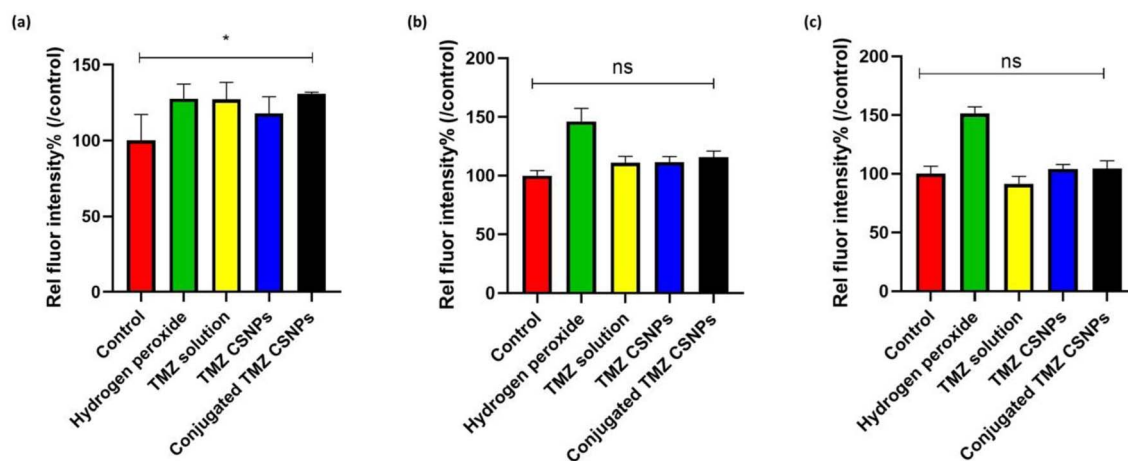 (a)
*
Rel fluor intensity% (/control)
150
100
50
0
Control
Hydrogen peroxide
TMZ solution
TMZ CSNPs
Conjugated TMZ CSNPs
(b)
ns
Rel fluor intensity% (/control)
200
150
100
50
0
Control
Hydrogen peroxide
TMZ solution
TMZ CSNPs
Conjugated TMZ CSNPs
(c)
ns
Rel fluor intensity% (/control)
200
150
100
50
0
Control
Hydrogen peroxide
TMZ solution
TMZ CSNPs
Conjugated TMZ CSNPs